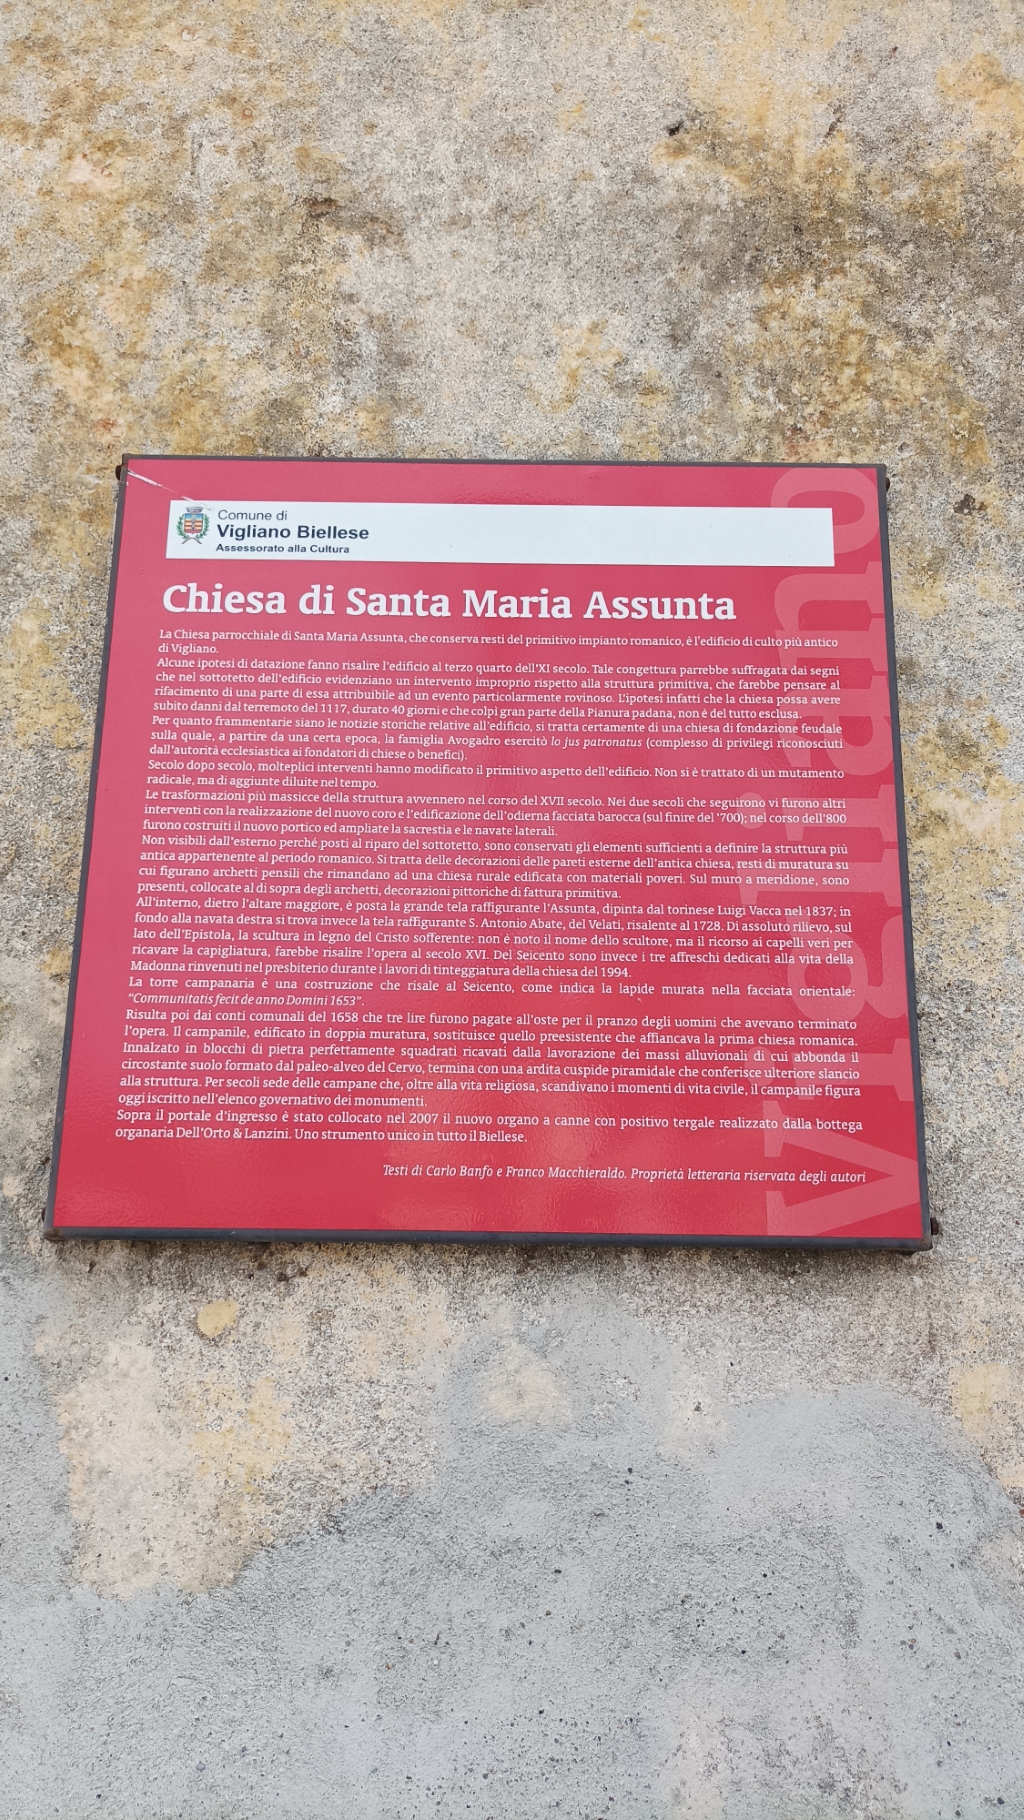 Comune di
Vigliano Biellese
Assessorato alla Cultura
Chiesa di Santa Maria Assunta
La Chiesa parrocchiale di Santa Maria Assunta, che conserva resti del primitivo impianto romanico, è l'edificio di culto più antico
di Vigliano.
Alcune ipotesi di datazione fanno risalire l'edificio al terzo quarto dell'XI secolo. Tale congettura parrebbe suffragata dai segni
che nel sottotetto dell'edificio evidenziano un intervento improprio rispetto alla struttura primitiva, che farebbe pensare al
rifacimento di una parte di essa attribuibile ad un evento particolarmente rovinoso. L'ipotesi infatti che la chiesa possa avere
subito danni dal terremoto del 1117, durato 40 giorni e che colpì gran parte della Pianura padana, non è del tutto esclusa.
Per quanto frammentarie siano le notizie storiche relative all'edificio, si tratta certamente di una chiesa di fondazione feudale
sulla quale, a partire da una certa epoca, la famiglia Avogadro esercitò lo jus patronatus (complesso di privilegi riconosciuti
dall'autorità ecclesiastica ai fondatori di chiese o benefici).
Secolo dopo secolo, molteplici interventi hanno modificato il primitivo aspetto dell'edificio. Non si è trattato di un mutamento
radicale, ma di aggiunte diluite nel tempo.
Le trasformazioni più massicce della struttura avvennero nel corso del XVII secolo. Nei due secoli che seguirono vi furono altri
interventi con la realizzazione del nuovo coro e l'edificazione dell'odierna facciata barocca (sul finire del '700); nel corso dell'800
furono costruiti il nuovo portico ed ampliate la sacrestia e le navate laterali.
Non visibili dall'esterno perché posti al riparo del sottotetto, sono conservati gli elementi sufficienti a definire la struttura più
antica appartenente al periodo romanico. Si tratta delle decorazioni delle pareti esterne dell'antica chiesa, resti di muratura su
cui figurano archetti pensili che rimandano ad una chiesa rurale edificata con materiali poveri. Sul muro a meridione, sono
presenti, collocate al di sopra degli archetti, decorazioni pittoriche di fattura primitiva.
All'interno, dietro l'altare maggiore, è posta la grande tela raffigurante l'Assunta, dipinta dal torinese Luigi Vacca nel 1837; in
fondo alla navata destra si trova invece la tela raffigurante S. Antonio Abate, del Velati, risalente al 1728. Di assoluto rilievo, sul
lato dell'Epistola, la scultura in legno del Cristo sofferente: non è noto il nome dello scultore, ma il ricorso ai capelli veri per
ricavare la capigliatura, farebbe risalire l'opera al secolo XVI. Del Seicento sono invece i tre affreschi dedicati alla vita della
Madonna rinvenuti nel presbiterio durante i lavori di tinteggiatura della chiesa del 1994.
La torre campanaria è una costruzione che risale al Seicento, come indica la lapide murata nella facciata orientale:
"Communitatis fecit de anno Domini 1653".
Risulta poi dai conti comunali del 1658 che tre lire furono pagate all'oste per il pranzo degli uomini che avevano terminato
l'opera. Il campanile, edificato in doppia muratura, sostituisce quello preesistente che affiancava la prima chiesa romanica.
Innalzato in blocchi di pietra perfettamente squadrati ricavati dalla lavorazione dei massi alluvionali di cui abbonda il
circostante suolo formato dal paleo-alveo del Cervo, termina con una ardita cuspide piramidale che conferisce ulteriore slancio
alla struttura. Per secoli sede delle campane che, oltre alla vita religiosa, scandivano i momenti di vita civile, il campanile figura
oggi iscritto nell'elenco governativo dei monumenti.
Sopra il portale d'ingresso è stato collocato nel 2007 il nuovo organo a canne con positivo tergale realizzato dalla bottega
organaria Dell'Orto & Lanzini. Uno strumento unico in tutto il Biellese.
Testi di Carlo Banfo e Franco Macchieraldo. Proprietà letteraria riservata degli autori
Vigliano